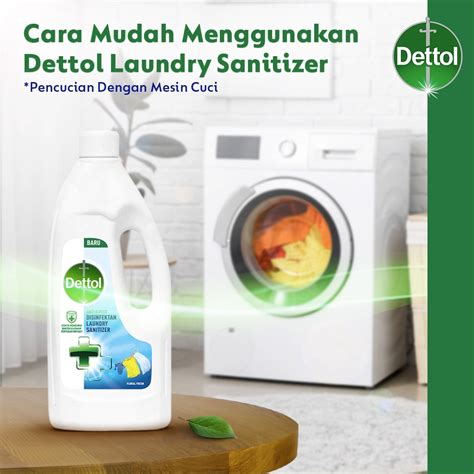 Cara Mudah Menggunakan
Dettol Laundry Sanitizer
*Pencucian Dengan Mesin Cuci
Dettol
BARU
Dettol
DISINFEKTAN
LAUNDRY
SANITIZER